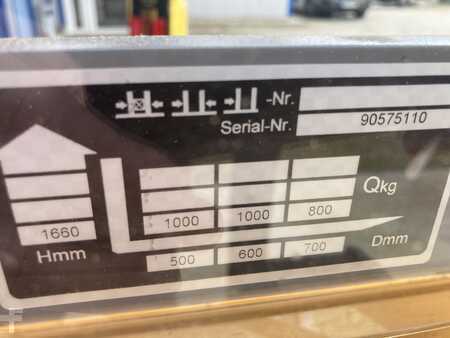 -Nr.
Serial-Nr. 90575110
Qkg
1000 1000 800
1660
Hmm
500 600 700
Dmm
F